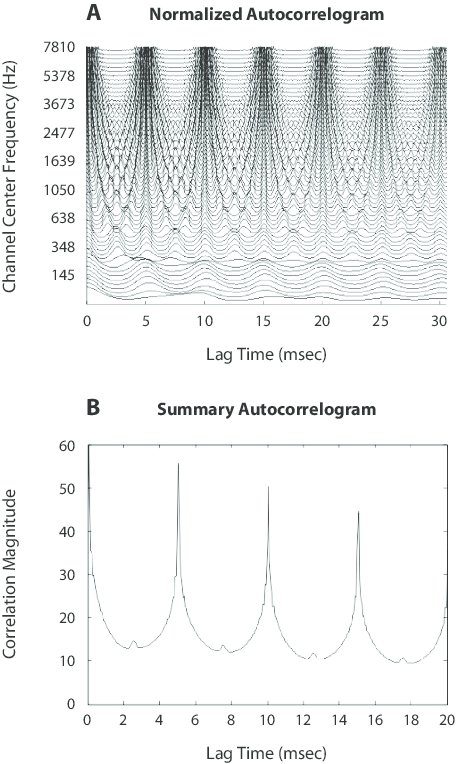 A Normalized Autocorrelogram
Channel Center Frequency (Hz)
7810
5378
3673
2477
1639
1050
638
348
145
0 5 10 15 20 25 30
Lag Time (msec)
B Summary Autocorrelogram
Correlation Magnitude
60
50
40
30
20
10
0
0 2 4 6 8 10 12 14 16 18 20
Lag Time (msec)